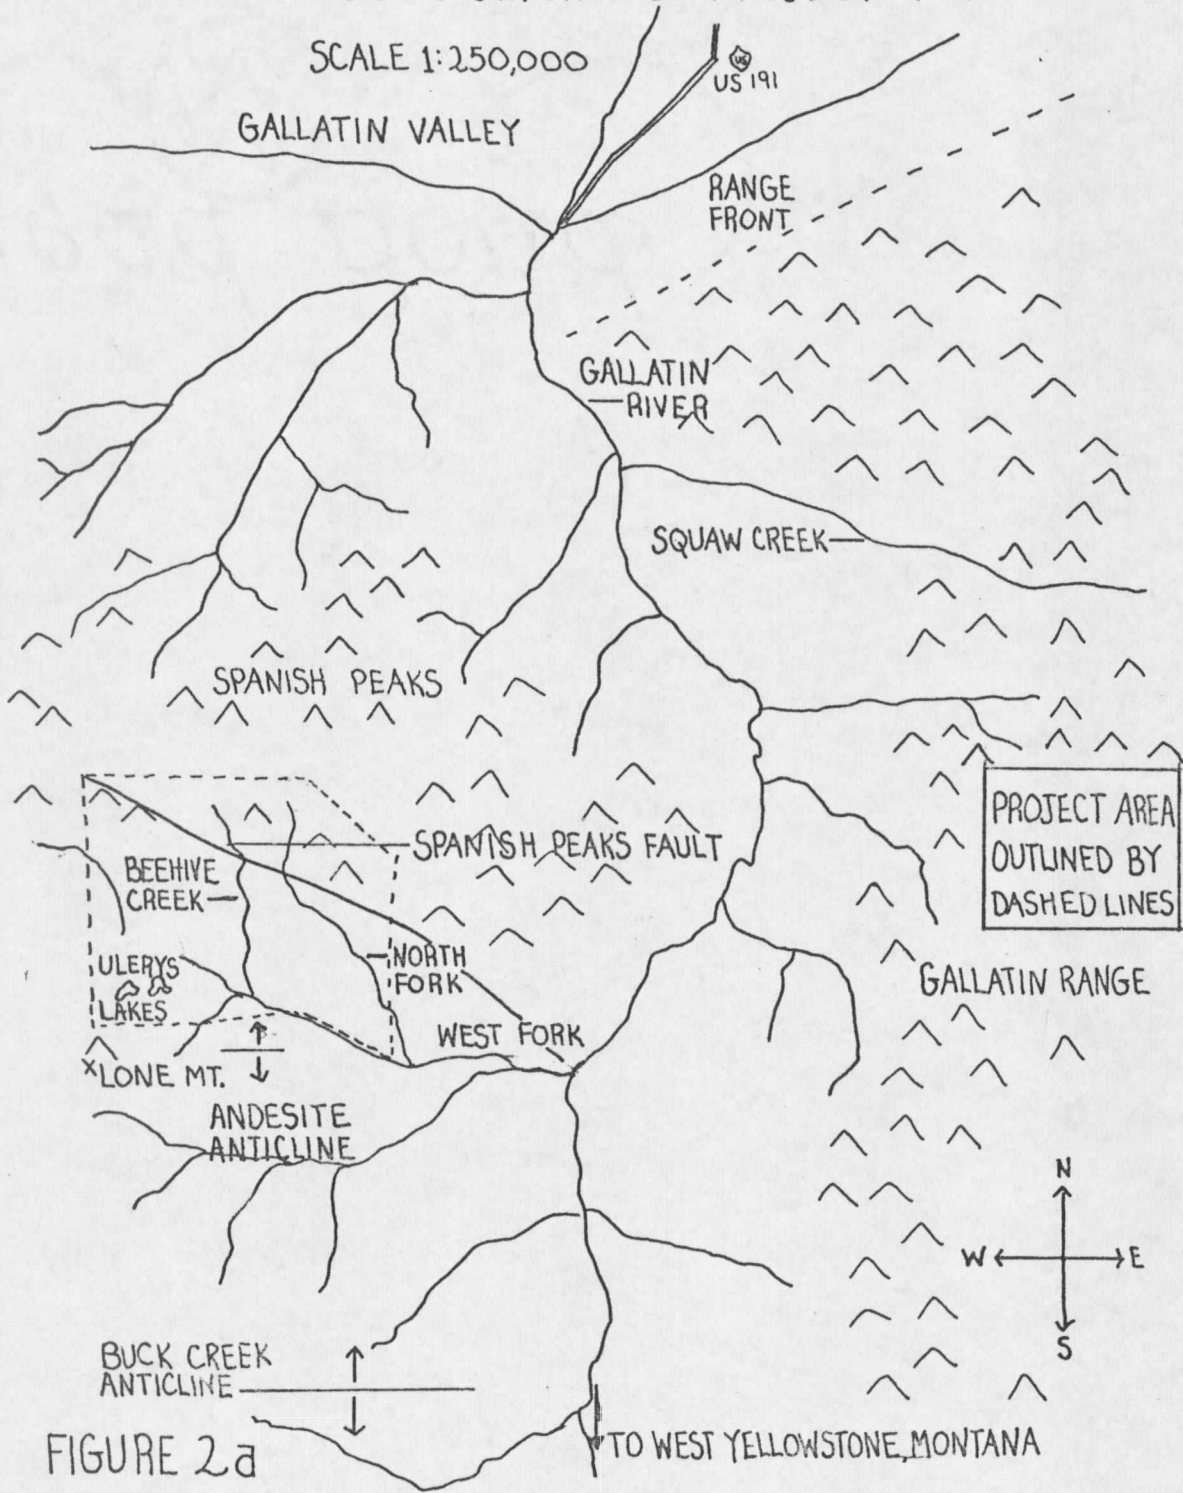 SCALE 1:250,000
US
US 191
GALLATIN VALLEY
RANGE
FRONT
GALLATIN
RIVER
SQUAW CREEK
SPANISH PEAKS
PROJECT AREA
OUTLINED BY
DASHED LINES
SPANISH PEAKS FAULT
BEEHIVE
CREEK
NORTH
FORK
ULERYS
LAKES
GALLATIN RANGE
WEST FORK
XLONE MT.
ANDESITE
ANTICLINE
N
W E
S
BUCK CREEK
ANTICLINE
TO WEST YELLOWSTONE, MONTANA
FIGURE 2a